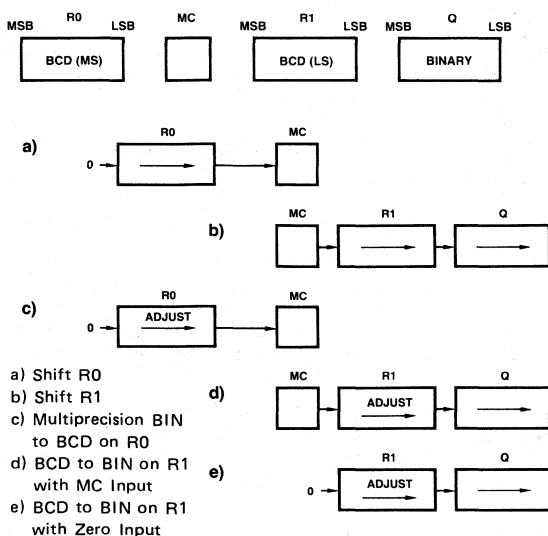 R0 MC R1 Q
MSB LSB MSB LSB MSB LSB
BCD (MS) BCD (LS) BINARY
R0 MC
a)
0
MC R1 Q
b)
R0 MC
c)
ADJUST
0
a) Shift R0
b) Shift R1
c) Multiprecision BIN
to BCD on R0
d) BCD to BIN on R1
with MC Input
e) BCD to BIN on R1
with Zero Input
MC R1 Q
d)
ADJUST
R1 Q
e)
ADJUST
0